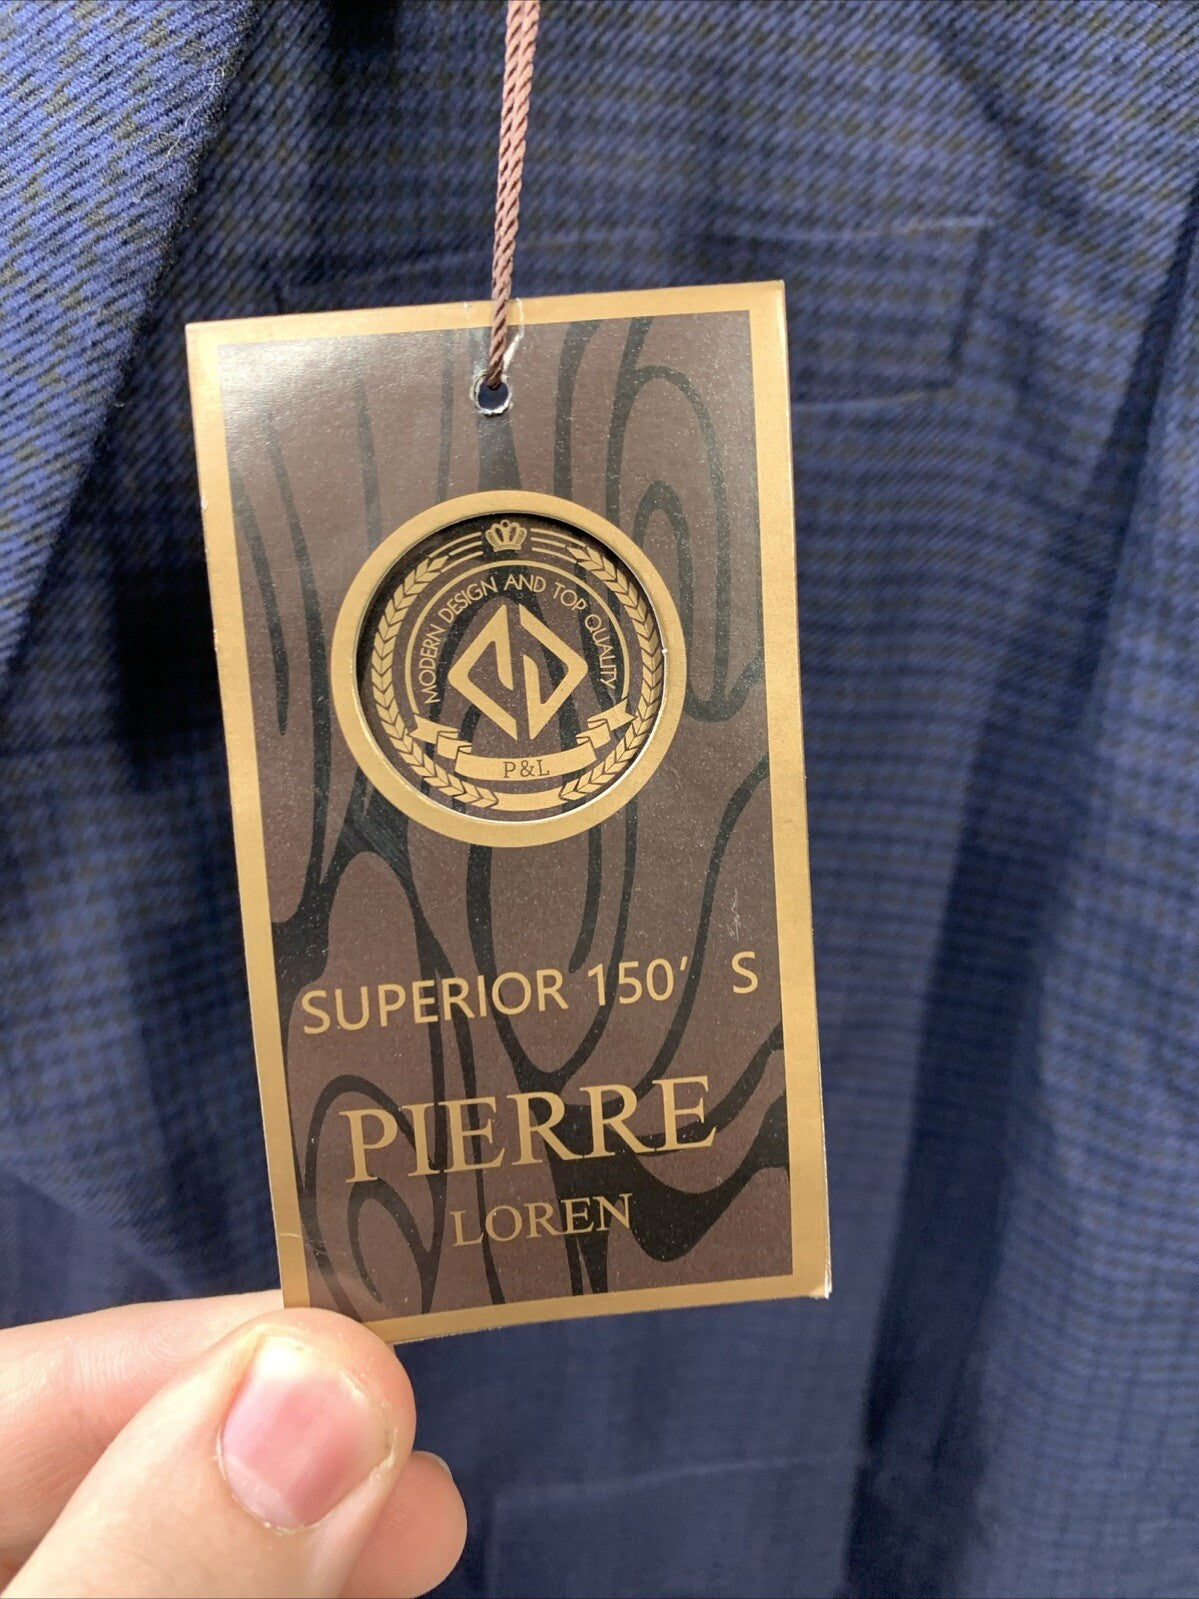 MODERN DESIGN AND TOP QUALITY
P&L
SUPERIOR 150' S
PIERRE
LOREN